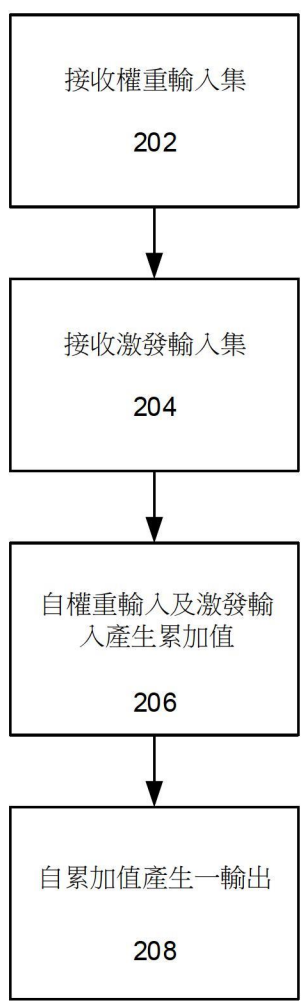 接收權重輸入集
202
接收激發輸入集
204
自權重輸入及激發輸
入產生累加值
206
自累加值產生一輸出
208